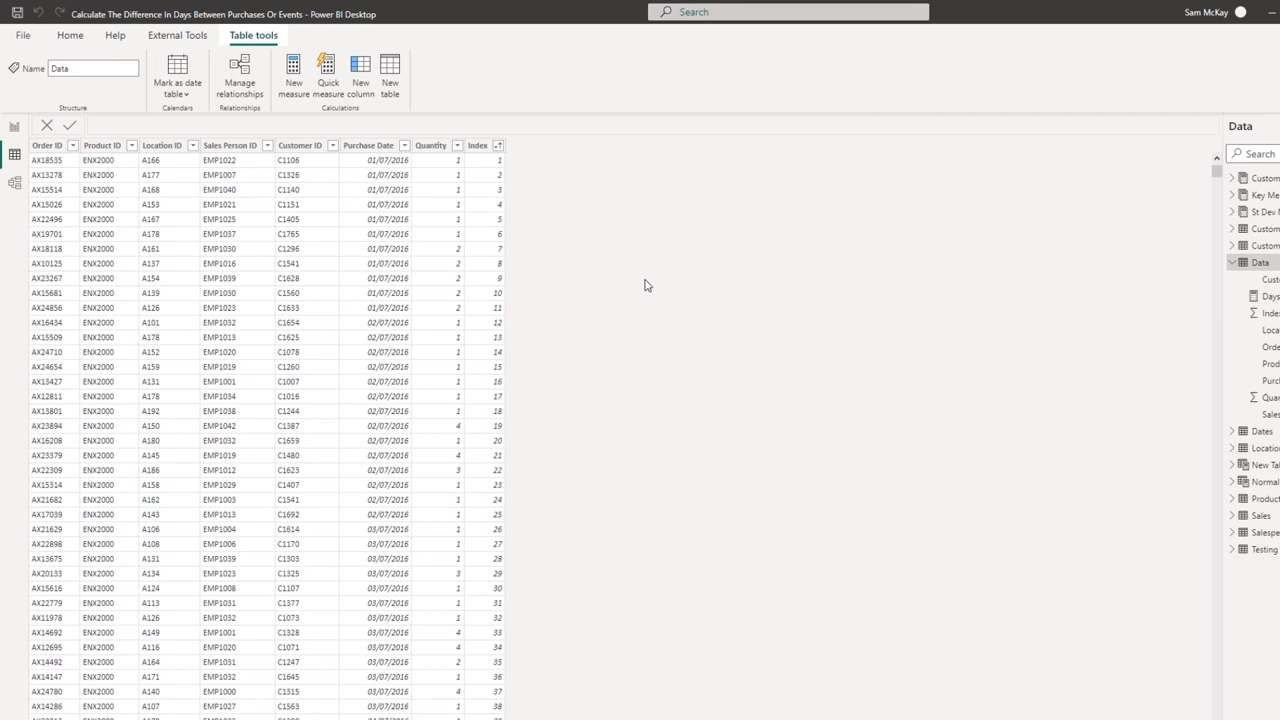 Calculate The Difference In Days Between Purchases Or Events - Power BI Desktop
Search
Sam McKay
File Home Help External Tools Table tools
Name Data
Mark as date table
Manage relationships
New measure
Quick measure
New column
New table
Structure Calendars Relationships Calculations
Data
Search
Order ID Product ID Location ID Sales Person ID Customer ID Purchase Date Quantity Index
AX18535 ENX2000 A166 EMP1022 C1106 01/07/2016 1 1
AX13278 ENX2000 A177 EMP1007 C1326 01/07/2016 1 2
AX15514 ENX2000 A168 EMP1040 C1140 01/07/2016 1 3
AX15026 ENX2000 A153 EMP1021 C1151 01/07/2016 1 4
AX22496 ENX2000 A167 EMP1025 C1405 01/07/2016 1 5
AX19701 ENX2000 A178 EMP1037 C1765 01/07/2016 1 6
AX18118 ENX2000 A161 EMP1030 C1296 01/07/2016 2 7
AX10125 ENX2000 A137 EMP1016 C1541 01/07/2016 2 8
AX23267 ENX2000 A154 EMP1039 C1628 01/07/2016 2 9
AX15681 ENX2000 A139 EMP1030 C1560 01/07/2016 2 10
AX24856 ENX2000 A126 EMP1023 C1633 01/07/2016 2 11
AX16434 ENX2000 A101 EMP1032 C1654 02/07/2016 1 12
AX15509 ENX2000 A178 EMP1013 C1625 02/07/2016 1 13
AX24710 ENX2000 A152 EMP1020 C1078 02/07/2016 1 14
AX24654 ENX2000 A159 EMP1019 C1260 02/07/2016 1 15
AX13427 ENX2000 A131 EMP1001 C1007 02/07/2016 1 16
AX12811 ENX2000 A178 EMP1034 C1016 02/07/2016 1 17
AX13801 ENX2000 A192 EMP1038 C1244 02/07/2016 1 18
AX23894 ENX2000 A150 EMP1042 C1387 02/07/2016 4 19
AX16208 ENX2000 A180 EMP1032 C1659 02/07/2016 1 20
AX23379 ENX2000 A145 EMP1019 C1480 02/07/2016 4 21
AX22309 ENX2000 A186 EMP1012 C1623 02/07/2016 3 22
AX15314 ENX2000 A158 EMP1029 C1407 02/07/2016 1 23
AX21682 ENX2000 A162 EMP1003 C1541 02/07/2016 1 24
AX17039 ENX2000 A143 EMP1013 C1692 02/07/2016 1 25
AX21629 ENX2000 A106 EMP1004 C1614 03/07/2016 1 26
AX22898 ENX2000 A108 EMP1006 C1170 03/07/2016 1 27
AX13675 ENX2000 A131 EMP1039 C1303 03/07/2016 1 28
AX20133 ENX2000 A134 EMP1023 C1325 03/07/2016 3 29
AX15616 ENX2000 A124 EMP1008 C1107 03/07/2016 1 30
AX22779 ENX2000 A113 EMP1031 C1377 03/07/2016 1 31
AX11978 ENX2000 A126 EMP1032 C1073 03/07/2016 1 32
AX14692 ENX2000 A149 EMP1001 C1328 03/07/2016 4 33
AX12695 ENX2000 A116 EMP1020 C1071 03/07/2016 4 34
AX14492 ENX2000 A164 EMP1031 C1247 03/07/2016 2 35
AX14147 ENX2000 A171 EMP1032 C1645 03/07/2016 1 36
AX24780 ENX2000 A140 EMP1000 C1315 03/07/2016 4 37
AX14286 ENX2000 A107 EMP1027 C1563 03/07/2016 1 38
Custom
Key Me
St Dev M
Custom
Custom
Data
Custo
Days
Index
Loca
Orde
Prod
Purch
Quan
Sales
Dates
Locatio
New Ta
Normal
Product
Sales
Salespe
Testing